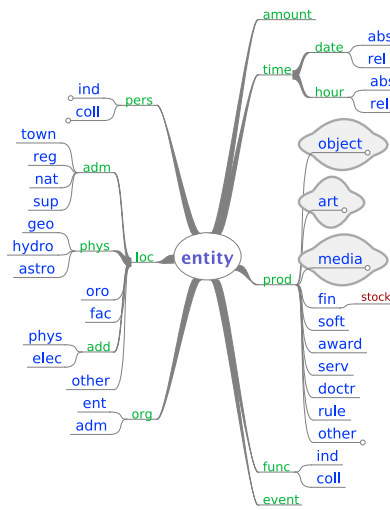 amount
date
abs
rel
time
hour
abs
rel
ind
pers
coll
town
adm
reg
nat
sup
geo
phys
hydro
astro
loc
oro
fac
phys
add
elec
other
ent
org
adm
entity
object
art
media
prod
fin
stock
soft
award
serv
doctr
rule
other
ind
func
coll
event